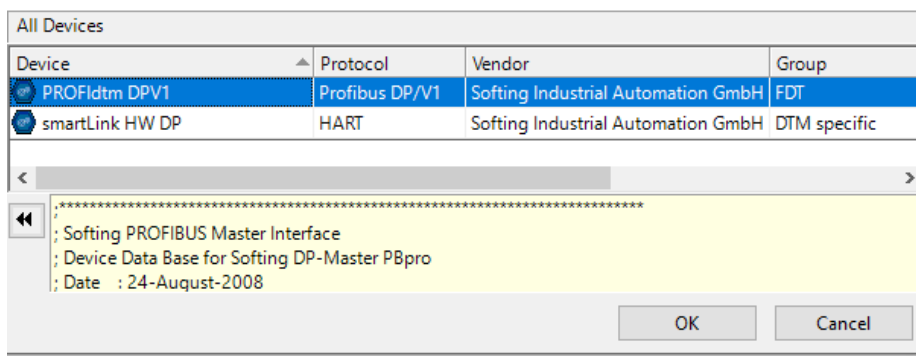 All Devices
Device Protocol Vendor Group
PROFIdtm DPV1 Profibus DP/V1 Softing Industrial Automation GmbH FDT
smartLink HW DP HART Softing Industrial Automation GmbH DTM specific
;******************************************************************************
; Softing PROFIBUS Master Interface
; Device Data Base for Softing DP-Master PBpro
; Date : 24-August-2008
OK Cancel